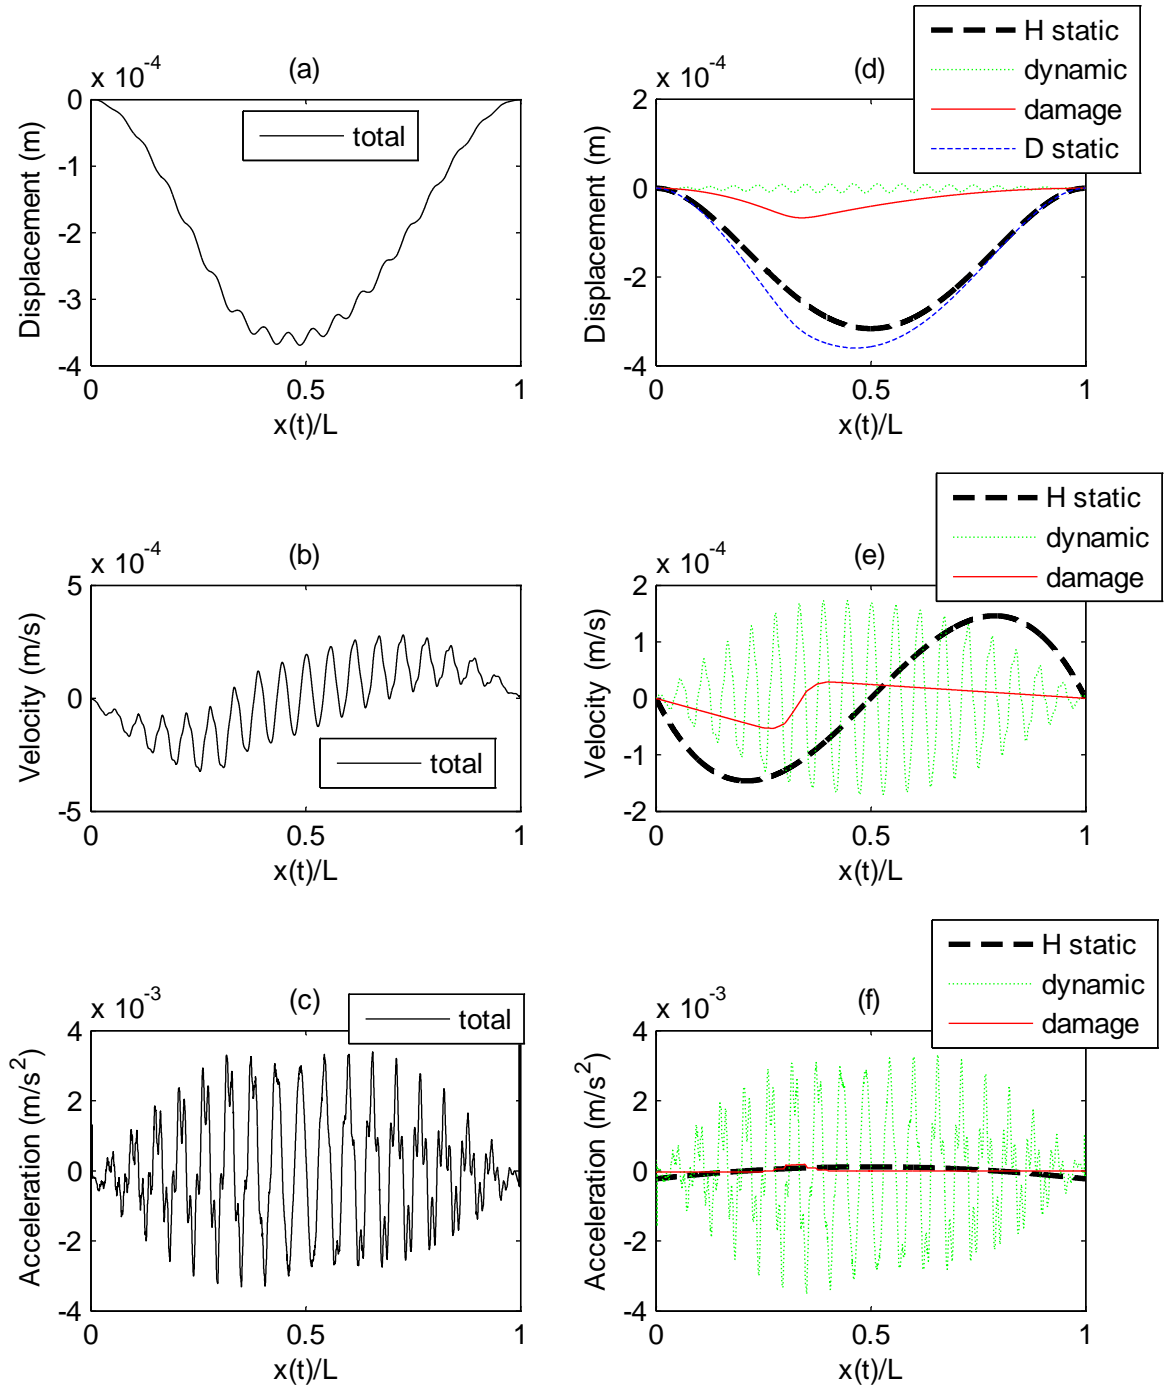 (a)
x 10-4
Displacement (m)
0
-1
-2
-3
-4
total
0
0.5
1
x(t)/L
(d)
x 10-4
Displacement (m)
2
0
-2
-4
H static
dynamic
damage
D static
0
0.5
1
x(t)/L
(b)
x 10-4
Velocity (m/s)
5
0
-5
total
0
0.5
1
x(t)/L
(e)
x 10-4
Velocity (m/s)
2
1
0
-1
-2
H static
dynamic
damage
0
0.5
1
x(t)/L
(c)
x 10-3
Acceleration (m/s2)
4
2
0
-2
-4
total
0
0.5
1
x(t)/L
(f)
x 10-3
Acceleration (m/s2)
4
2
0
-2
-4
H static
dynamic
damage
0
0.5
1
x(t)/L